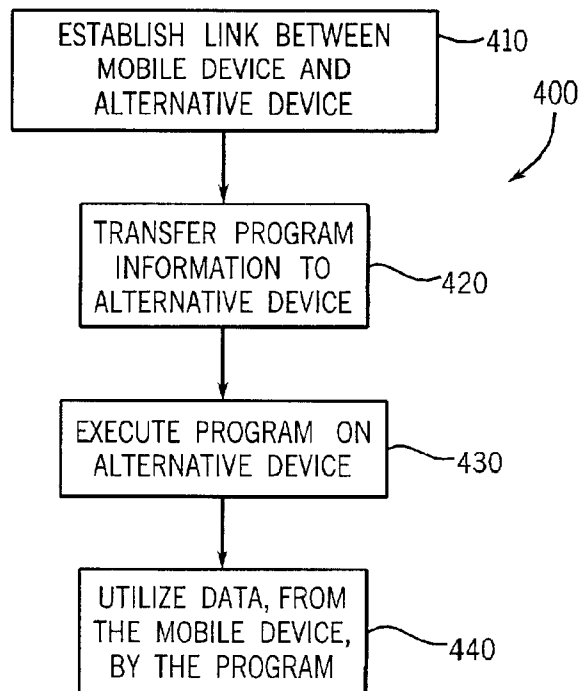 ESTABLISH LINK BETWEEN
MOBILE DEVICE AND
ALTERNATIVE DEVICE
410
400
TRANSFER PROGRAM
INFORMATION TO
ALTERNATIVE DEVICE
420
EXECUTE PROGRAM ON
ALTERNATIVE DEVICE
430
UTILIZE DATA, FROM
THE MOBILE DEVICE,
BY THE PROGRAM
440